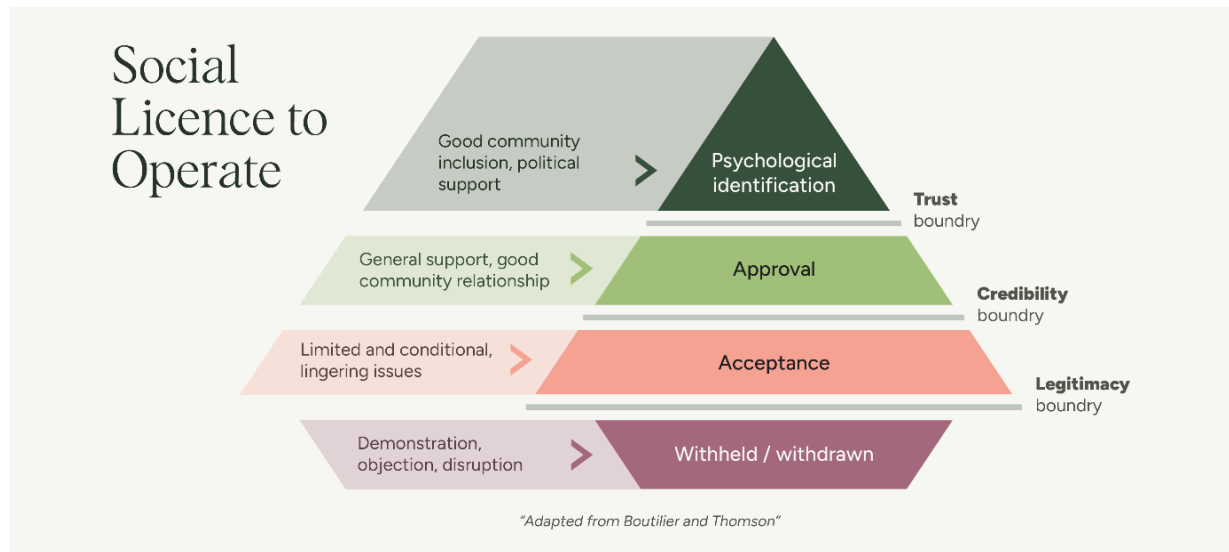 Social
Licence to
Operate
Good community
inclusion, political
support
Psychological
identification
Trust
boundry
General support, good
community relationship
Approval
Credibility
boundry
Limited and conditional,
lingering issues
Acceptance
Legitimacy
boundry
Demonstration,
objection, disruption
Withheld / withdrawn
“Adapted from Boutilier and Thomson”